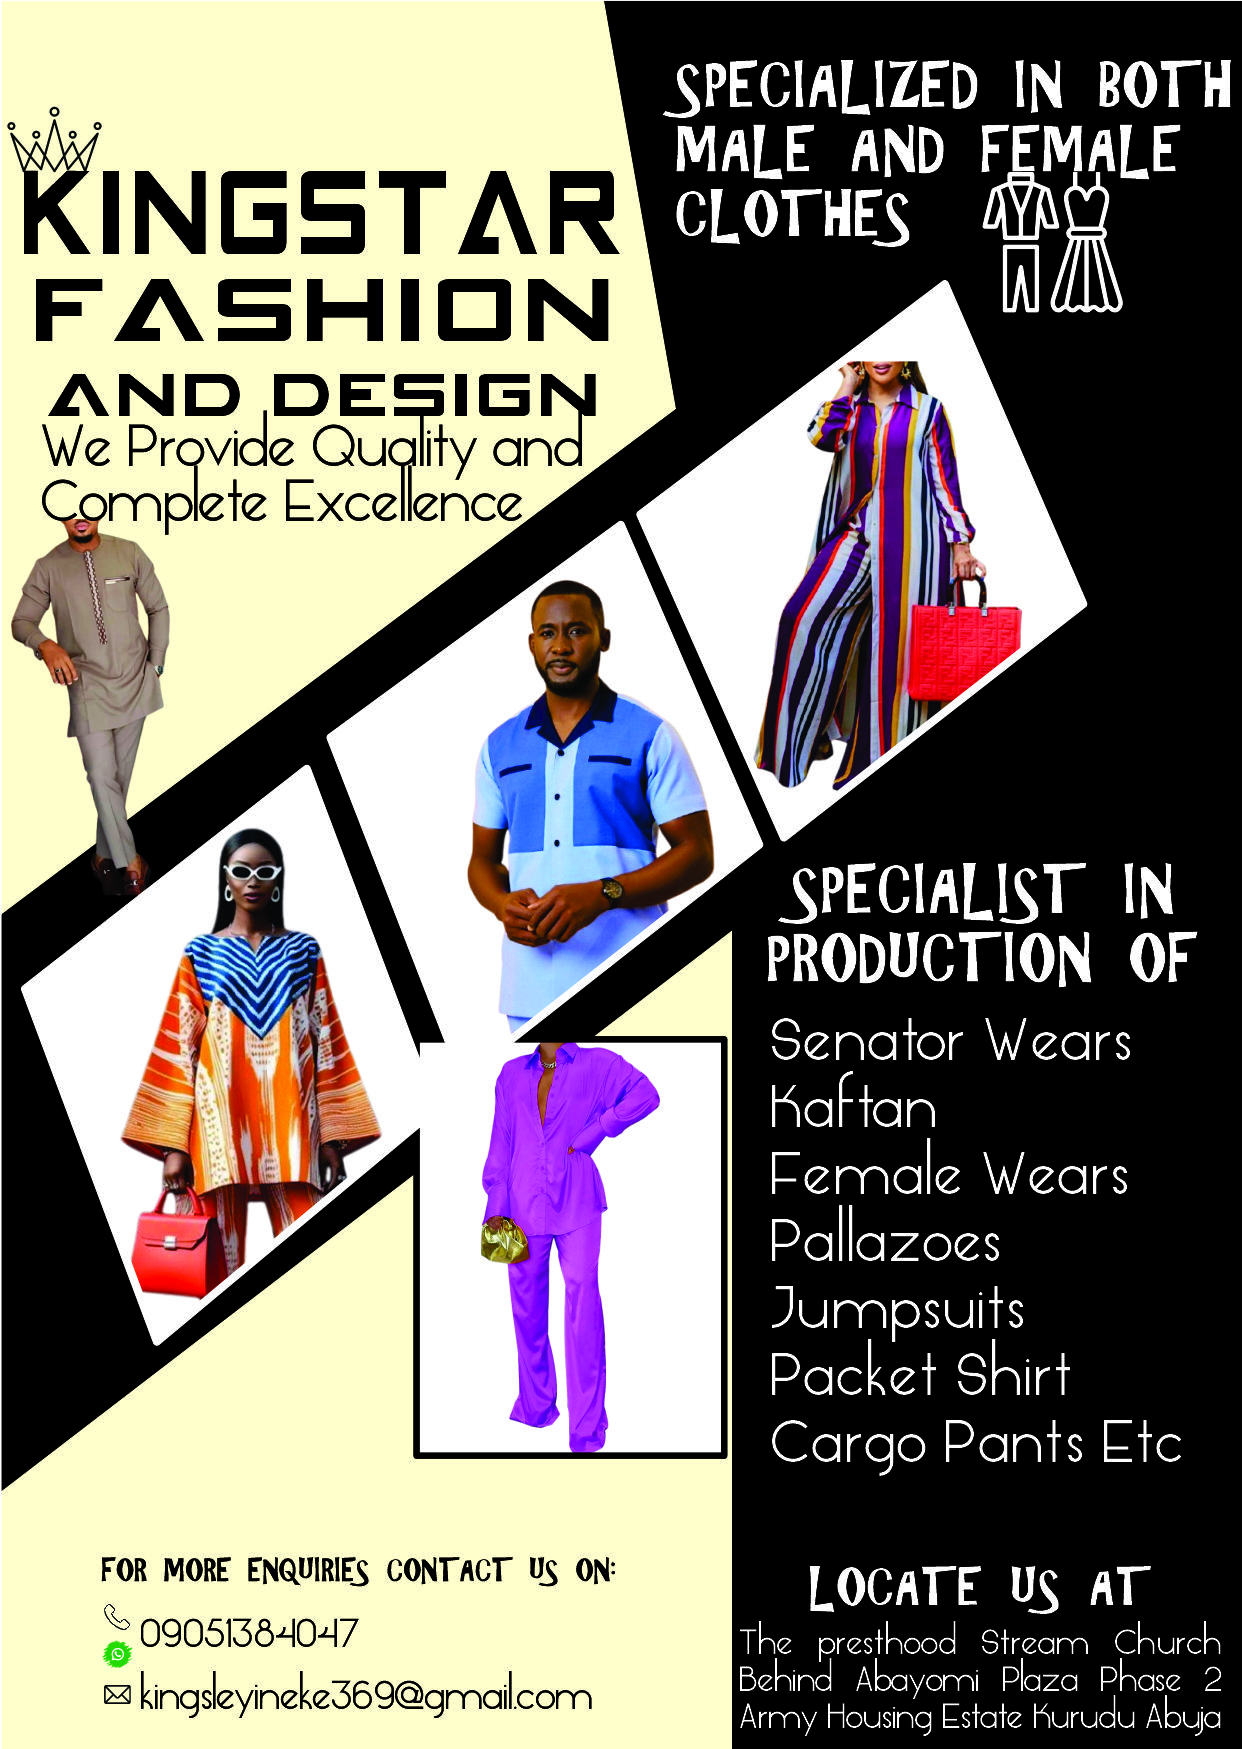 KINGSTAR
FASHION
AND DESIGN
We Provide Quality and
Complete Excellence
SPECIALIZED IN BOTH
MALE AND FEMALE
CLOTHES
SPECIALIST IN
PRODUCTION OF
Senator Wears
Kaftan
Female Wears
Pallazoes
Jumpsuits
Packet Shirt
Cargo Pants Etc
FOR MORE ENQUIRIES CONTACT US ON:
09051384047
kingsleyineke369@gmail.com
LOCATE US AT
The presthood Stream Church
Behind Abayomi Plaza Phase 2
Army Housing Estate Kurudu Abuja